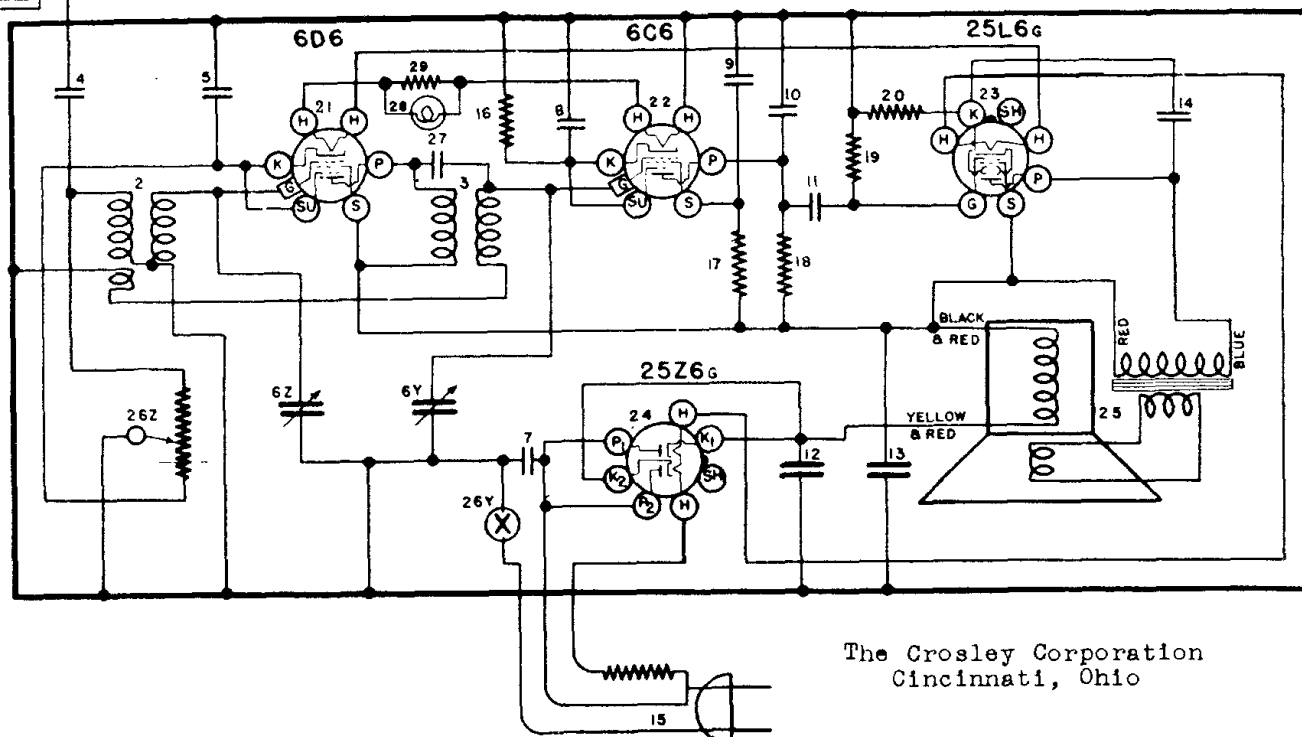 6D6
6C6
25L6G
4
5
29
28
21
H
H
27
K
P
G
SU
S
2
3
16
8
22
H
H
K
P
G
SU
S
9
10
11
17
18
20
19
K
23
SH
H
H
P
G
S
14
BLACK
& RED
RED
BLUE
YELLOW
& RED
25
26Z
6Z
6Y
7
26Y
X
25Z6G
24
H
P1
K1
K2
SH
P2
H
12
13
15
The Crosley Corporation
Cincinnati, Ohio